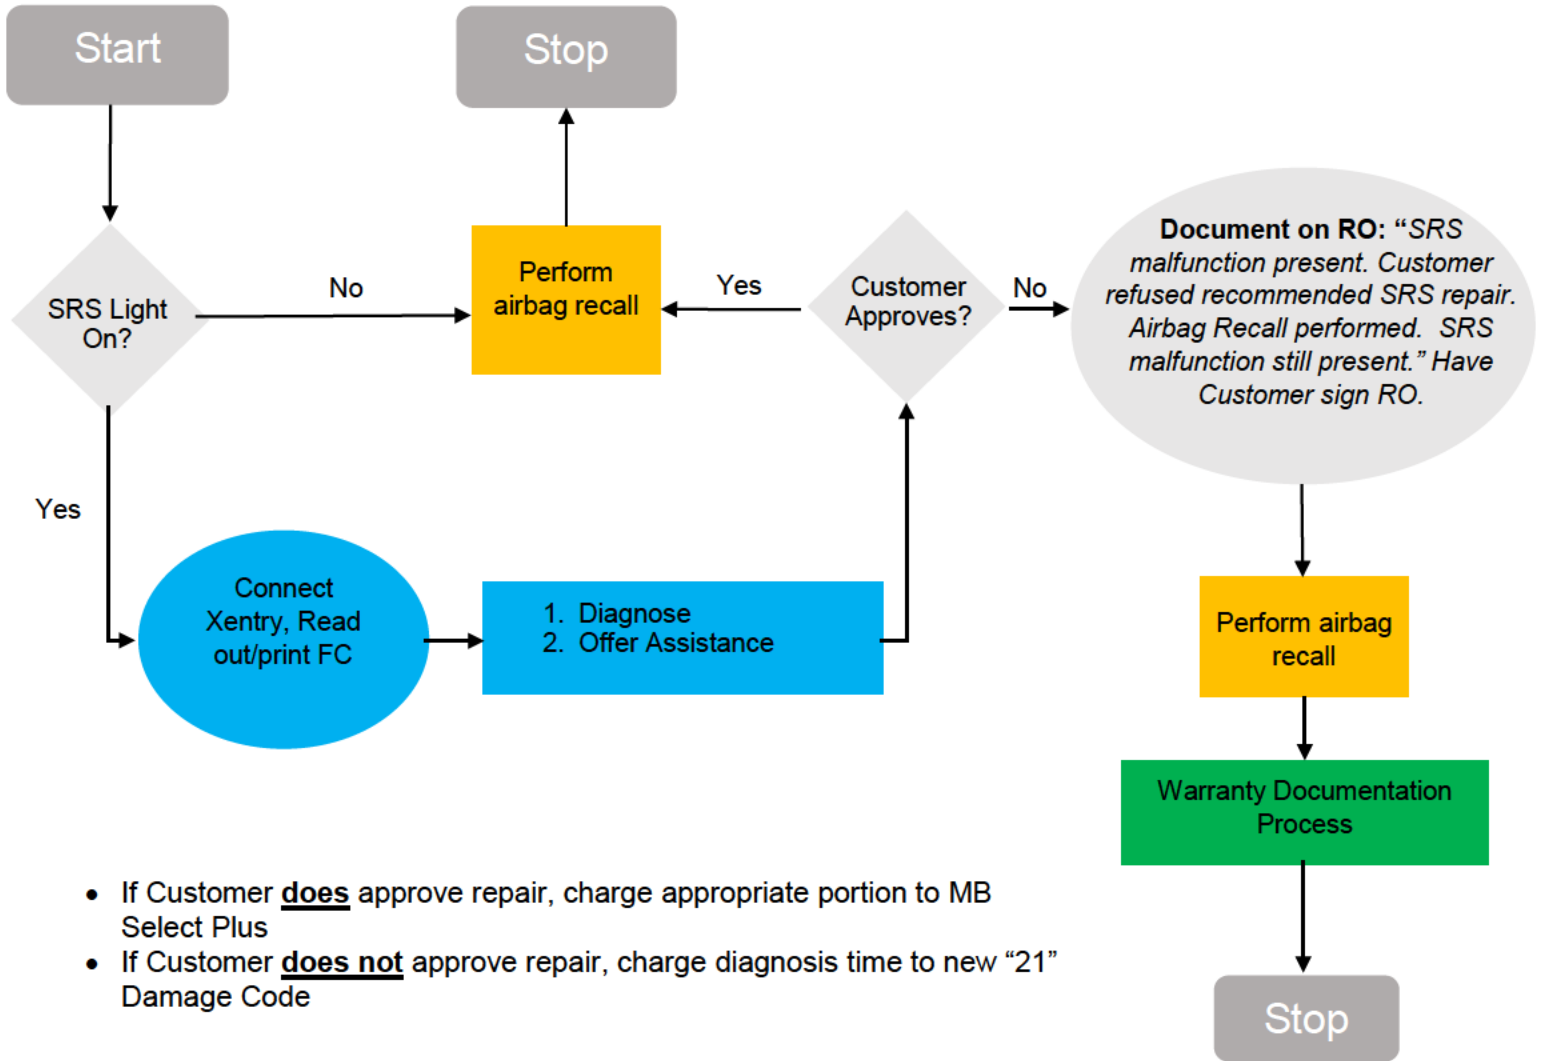 Start
Stop
SRS Light
On?
No
Perform
airbag recall
Yes
Customer
Approves?
No
Document on RO: “SRS
malfunction present. Customer
refused recommended SRS repair.
Airbag Recall performed.  SRS
malfunction still present.” Have
Customer sign RO.
Yes
Connect
Xentry, Read
out/print FC
1. Diagnose
2. Offer Assistance
Perform airbag
recall
Warranty Documentation
Process
• If Customer does approve repair, charge appropriate portion to MB
Select Plus
• If Customer does not approve repair, charge diagnosis time to new “21”
Damage Code
Stop